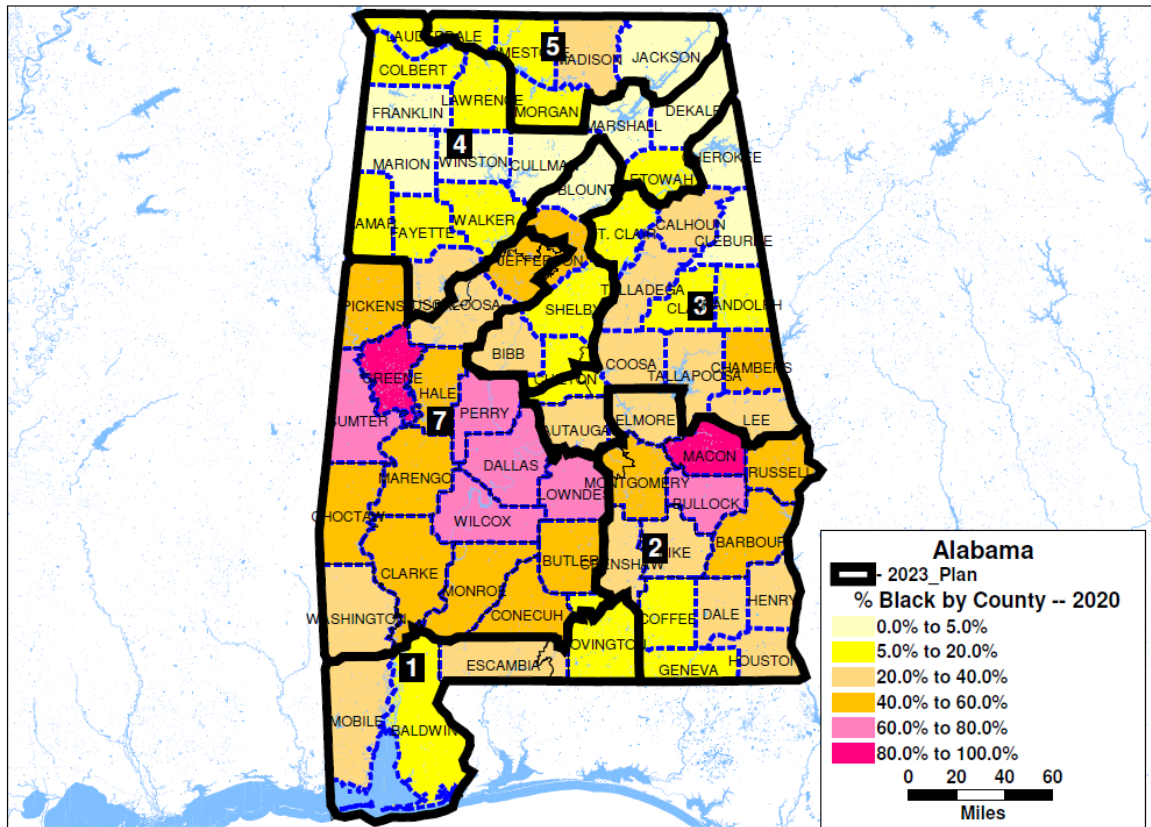 LAUDERDALE
5
MADISON
JACKSON
COLBERT
LAWRENCE
MORGAN
FRANKLIN
DEKALB
MARSHALL
4
MARION
WINSTON
CULLMAN
CHEROKEE
BLOUNT
ETOWAH
LAMAR
FAYETTE
WALKER
ST. CLAIR
CALHOUN
CLEBURNE
JEFFERSON
TALLADEGA
PICKENS
TUSCALOOSA
SHELBY
CLAY
3
RANDOLPH
BIBB
COOSA
CHAMBERS
TALLAPOOSA
GREENE
HALE
CHILTON
SUMTER
7
PERRY
AUTAUGA
ELMORE
LEE
MACON
DALLAS
MARENGO
LOWNDES
MONTGOMERY
RUSSELL
CHOCTAW
WILCOX
BULLOCK
2
PIKE
BARBOUR
BUTLER
CRENSHAW
CLARKE
MONROE
CONECUH
WASHINGTON
COFFEE
DALE
HENRY
COVINGTON
1
ESCAMBIA
GENEVA
HOUSTON
MOBILE
BALDWIN
Alabama
- 2023_Plan
% Black by County -- 2020
0.0% to 5.0%
5.0% to 20.0%
20.0% to 40.0%
40.0% to 60.0%
60.0% to 80.0%
80.0% to 100.0%
0 20 40 60
Miles